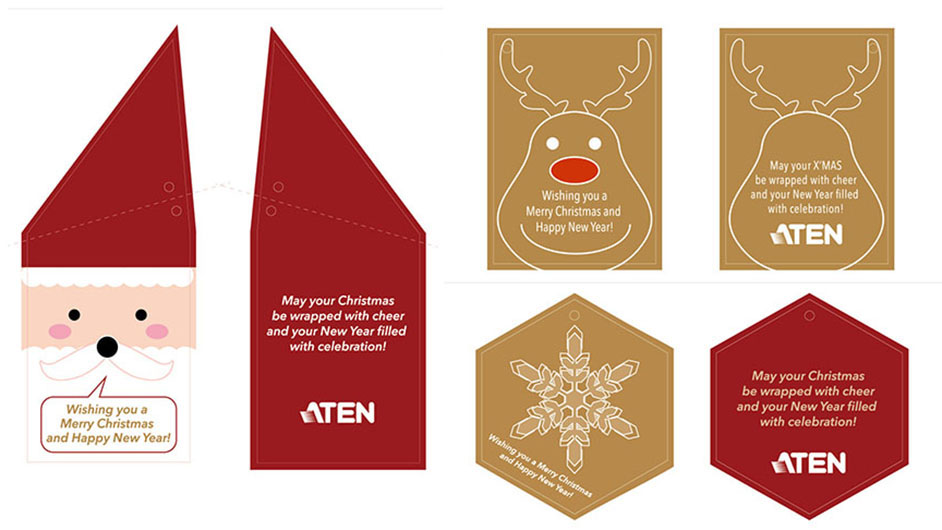 Wishing you a
Merry Christmas
and Happy New Year!
May your Christmas
be wrapped with cheer
and your New Year filled
with celebration!
ATEN
Wishing you a
Merry Christmas and
Happy New Year!
May your X'MAS
be wrapped with cheer
and your New Year filled
with celebration!
ATEN
Wishing you a Merry Christmas
and Happy New Year!
May your Christmas
be wrapped with cheer
and your New Year filled
with celebration!
ATEN